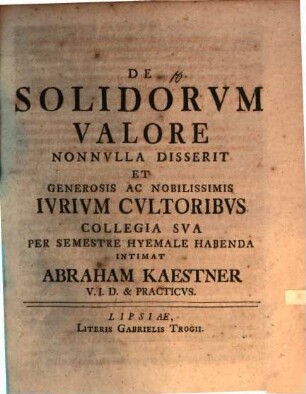 DE
SOLIDORVM
VALORE
NONNVLLA DISSERIT
ET
GENEROSIS AC NOBILISSIMIS
IVRIVM CVLTORIBVS
COLLEGIA SVA
PER SEMESTRE HYEMALE HABENDA
INTIMAT
ABRAHAM KAESTNER
V. I. D. & PRACTICVS.
LIPSIAE,
LITERIS GABRIELIS TROGII.